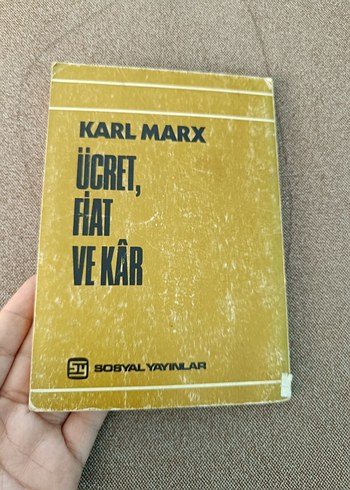 KARL MARX
ÜCRET,
FİAT
VE KÂR
SY SOSYAL YAYINLAR